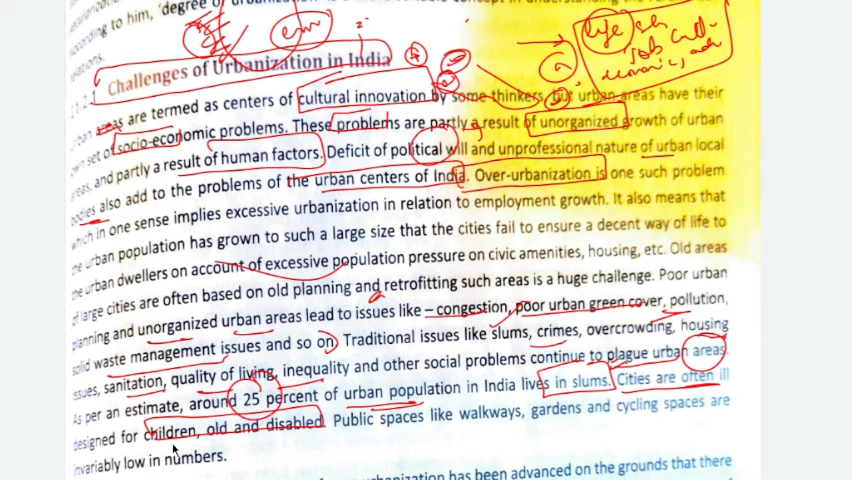 according to him, 'degree of urbanization is a more suitable concept in understanding the
relations.
Challenges of Urbanization in India
life
job
Urban areas are termed as centers of cultural innovation by some thinkers, but urban areas have their
own set of socio-economic problems. These problems are partly a result of unorganized growth of urban
areas, and partly a result of human factors. Deficit of political will and unprofessional nature of urban local
bodies also add to the problems of the urban centers of India. Over-urbanization is one such problem
which in one sense implies excessive urbanization in relation to employment growth. It also means that
the urban population has grown to such a large size that the cities fail to ensure a decent way of life to
the urban dwellers on account of excessive population pressure on civic amenities, housing, etc. Old areas
of large cities are often based on old planning and retrofitting such areas is a huge challenge. Poor urban
planning and unorganized urban areas lead to issues like – congestion, poor urban green cover, pollution,
solid waste management issues and so on. Traditional issues like slums, crimes, overcrowding, housing
issues, sanitation, quality of living, inequality and other social problems continue to plague urban areas.
As per an estimate, around 25 percent of urban population in India lives in slums. Cities are often ill
designed for children, old and disabled. Public spaces like walkways, gardens and cycling spaces are
invariably low in numbers.
urbanization has been advanced on the grounds that there